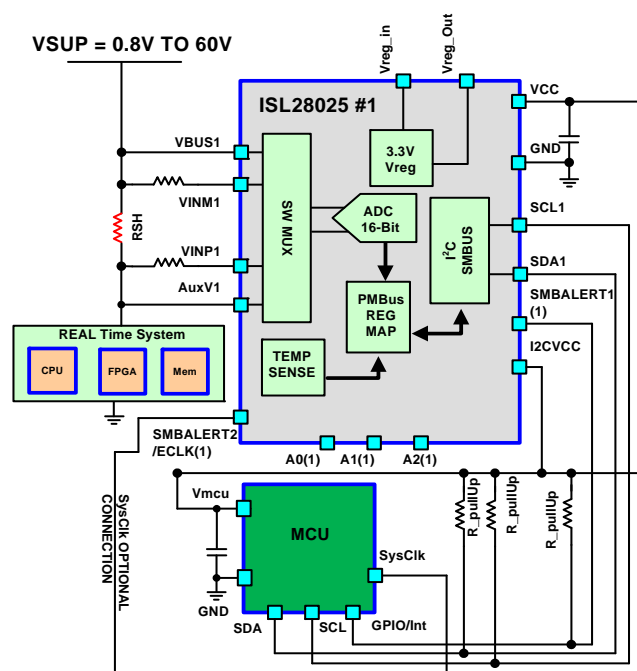 VSUP = 0.8V TO 60V
Vreg_in
Vreg_Out
ISL28025 #1
VCC
GND
3.3V
Vreg
VBUS1
VINM1
RSH
VINP1
AuxV1
SW MUX
ADC
16-Bit
I2C
SMBUS
PMBus
REG
MAP
TEMP
SENSE
SCL1
SDA1
SMBALERT1
(1)
I2CVCC
REAL Time System
CPU
FPGA
Mem
SMBALERT2
/ECLK(1)
A0(1)
A1(1)
A2(1)
SysClk OPTIONAL
CONNECTION
Vmcu
MCU
SysClk
GND
SDA
SCL
GPIO/Int
R_pullUp
R_pullUp
R_pullUp